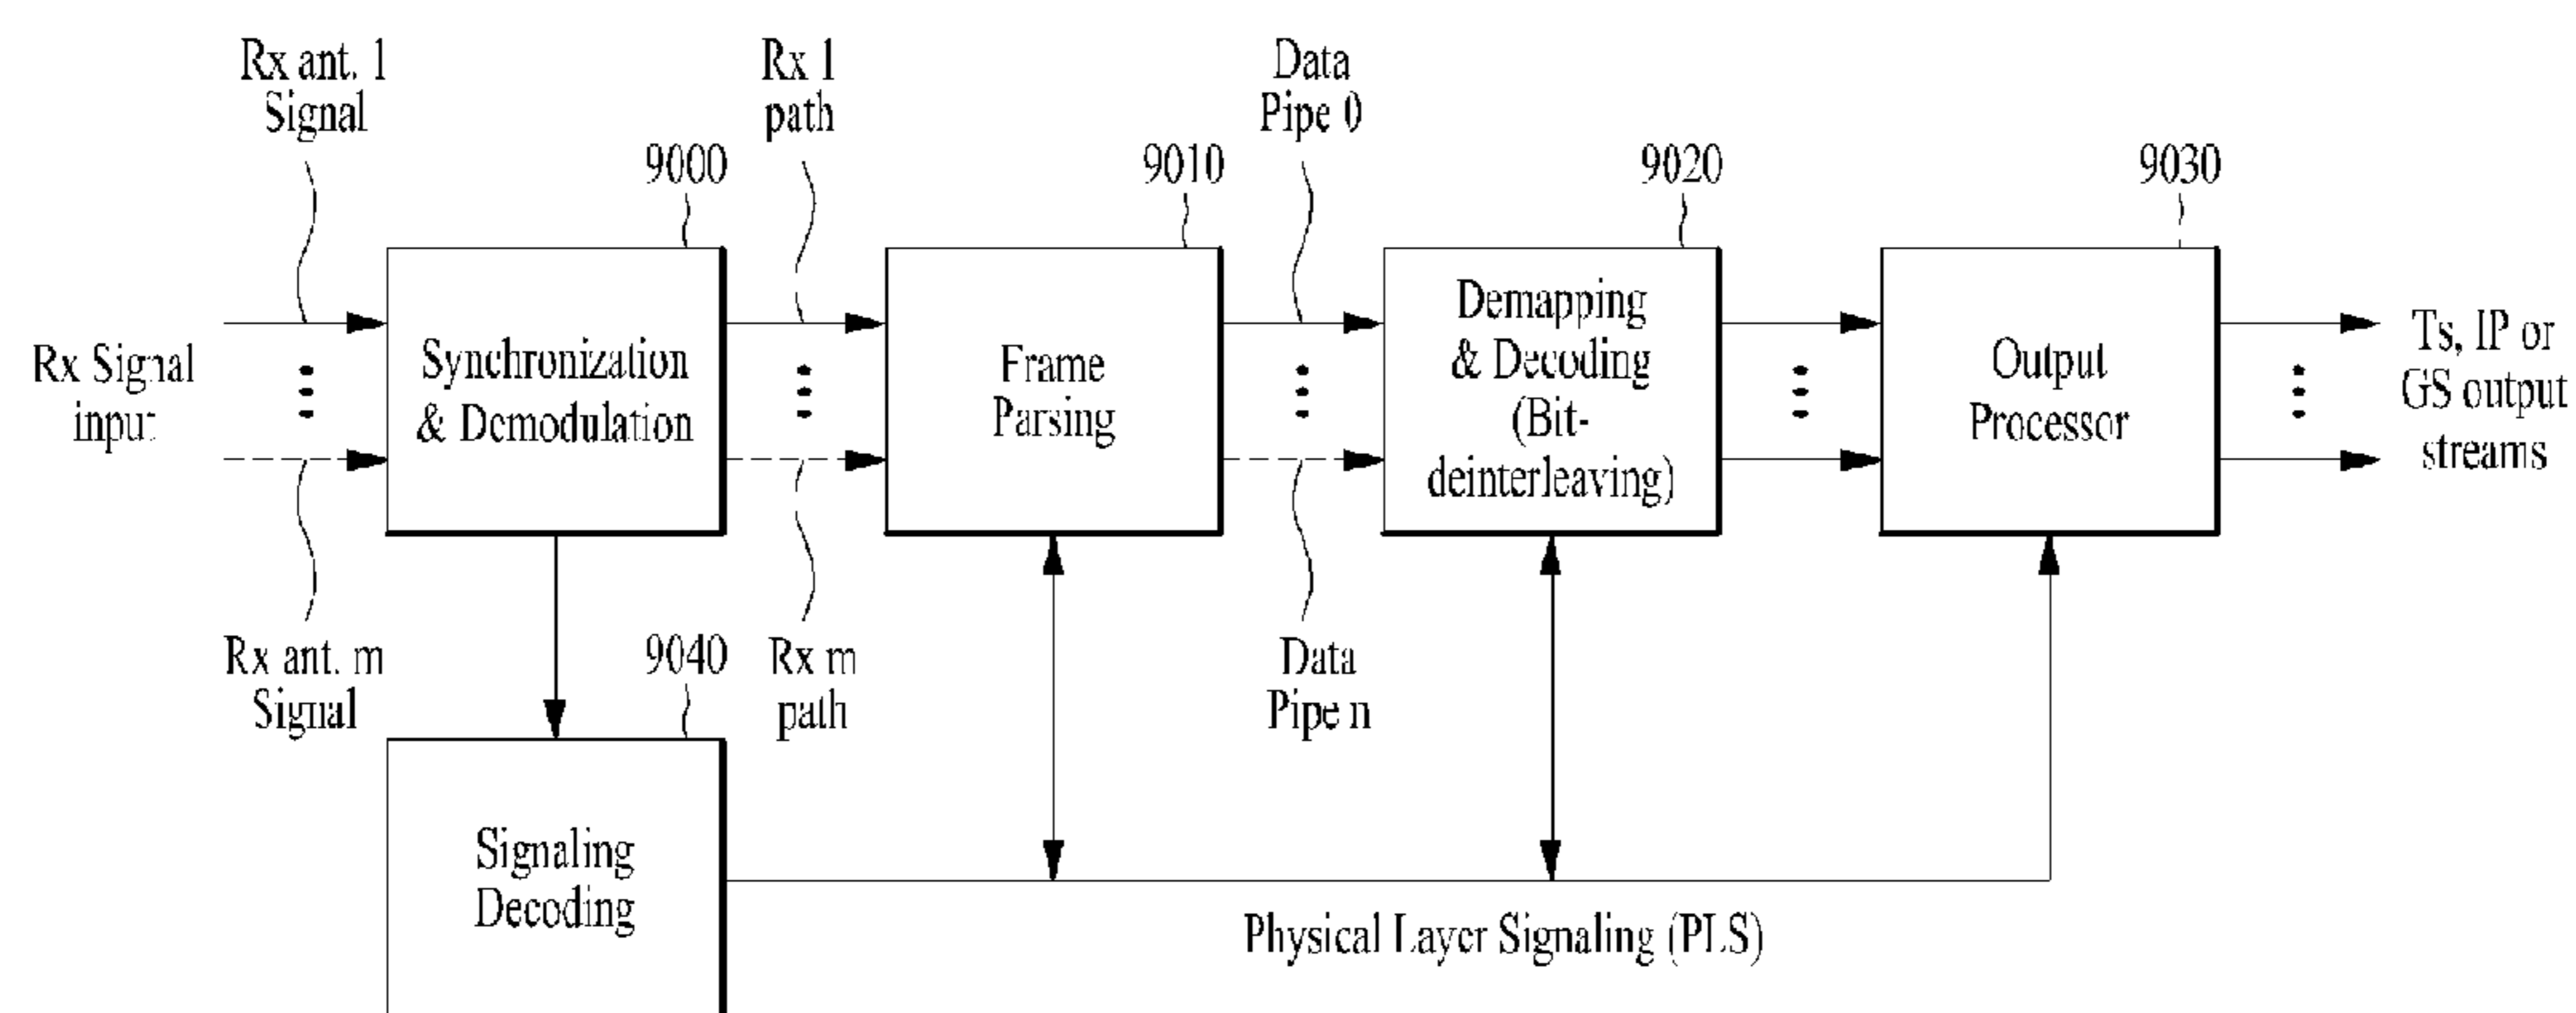 Rx ant. 1
Signal
Rx 1
path
Data
Pipe 0
9000
9010
9020
9030
Rx Signal
input
Synchronization
& Demodulation
Frame
Parsing
Demapping
& Decoding
(Bit-
deinterleaving)
Output
Processor
Ts, IP or
GS output
streams
Rx ant. m
Signal
9040
Rx m
path
Data
Pipe n
Signaling
Decoding
Physical Layer Signaling (PLS)